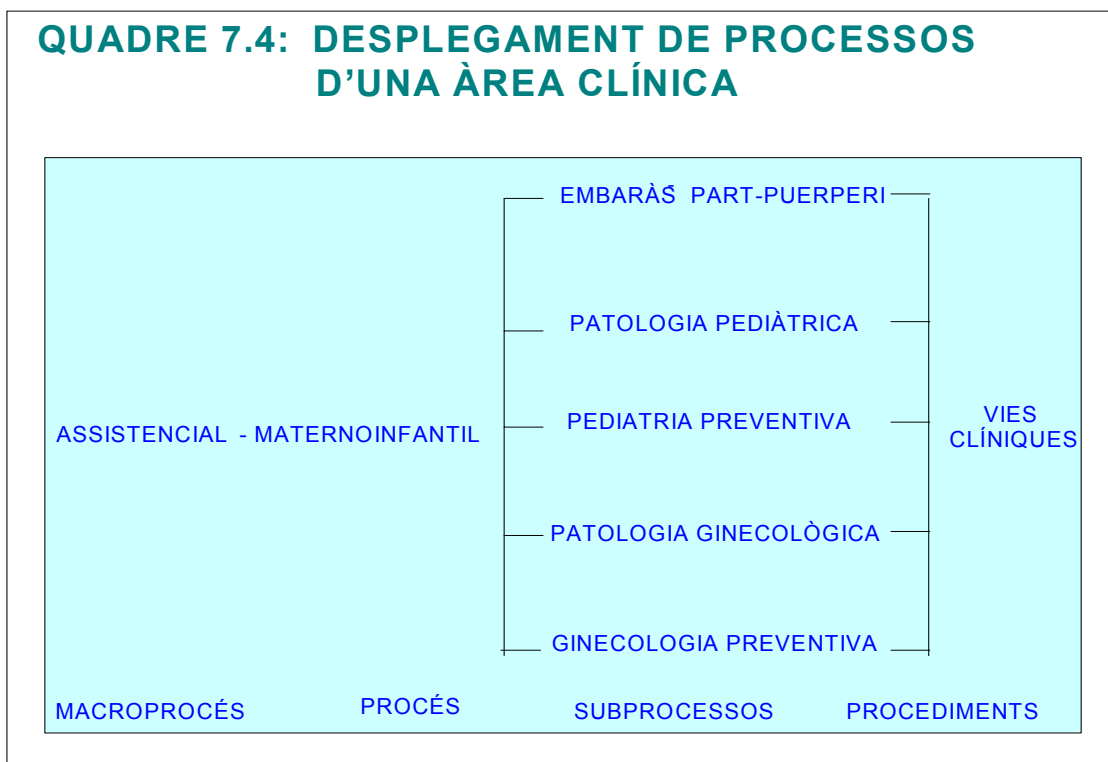 QUADRE 7.4: DESPLEGAMENT DE PROCESSOS
D'UNA ÀREA CLÍNICA
EMBARÀS PART-PUERPERI
PATOLOGIA PEDIÀTRICA
ASSISTENCIAL - MATERNOINFANTIL
PEDIATRIA PREVENTIVA
VIES
CLÍNIQUES
PATOLOGIA GINECOLÒGICA
GINECOLOGIA PREVENTIVA
MACROPROCÉS PROCÉS SUBPROCESSOS PROCEDIMENTS